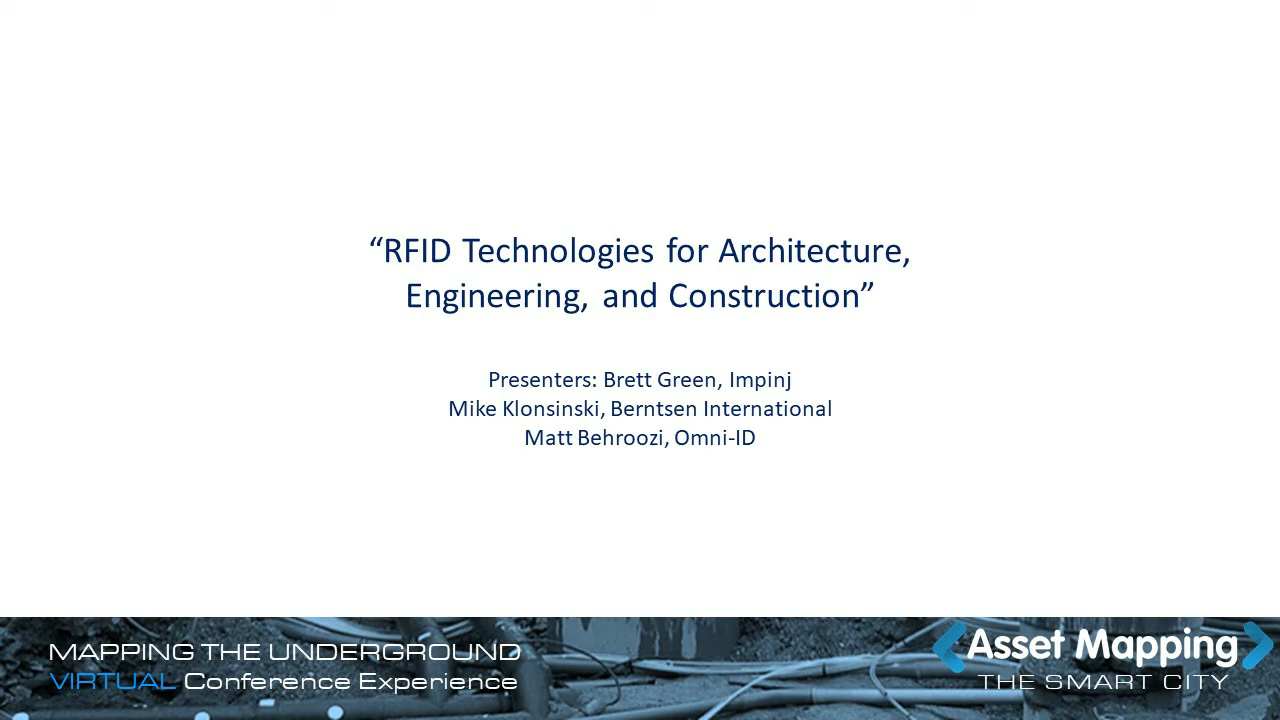 “RFID Technologies for Architecture,
Engineering, and Construction”
Presenters: Brett Green, Impinj
Mike Klonsinski, Berntsen International
Matt Behroozi, Omni-ID
MAPPING THE UNDERGROUND
VIRTUAL Conference Experience
Asset Mapping
THE SMART CITY